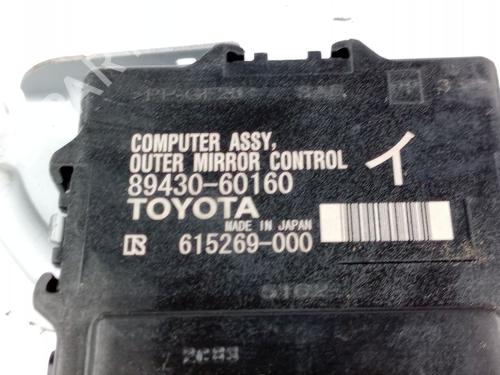 COMPUTER ASSY,
OUTER MIRROR CONTROL
イ
89430-60160
TOYOTA
MADE IN JAPAN
615269-000